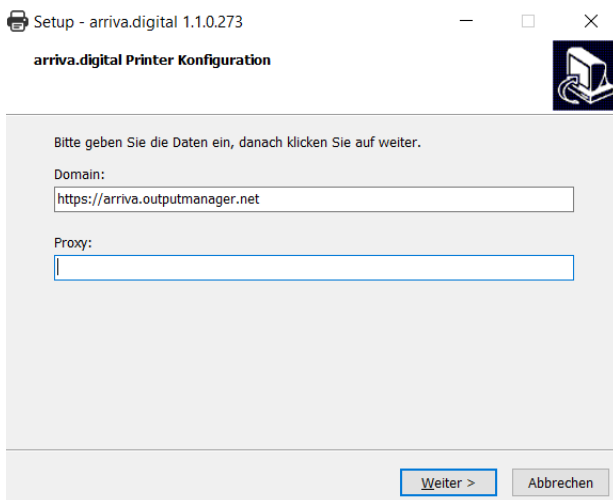 Setup - arriva.digital 1.1.0.273
arriva.digital Printer Konfiguration
Bitte geben Sie die Daten ein, danach klicken Sie auf weiter.
Domain:
https://arriva.outputmanager.net
Proxy:
Weiter >
Abbrechen